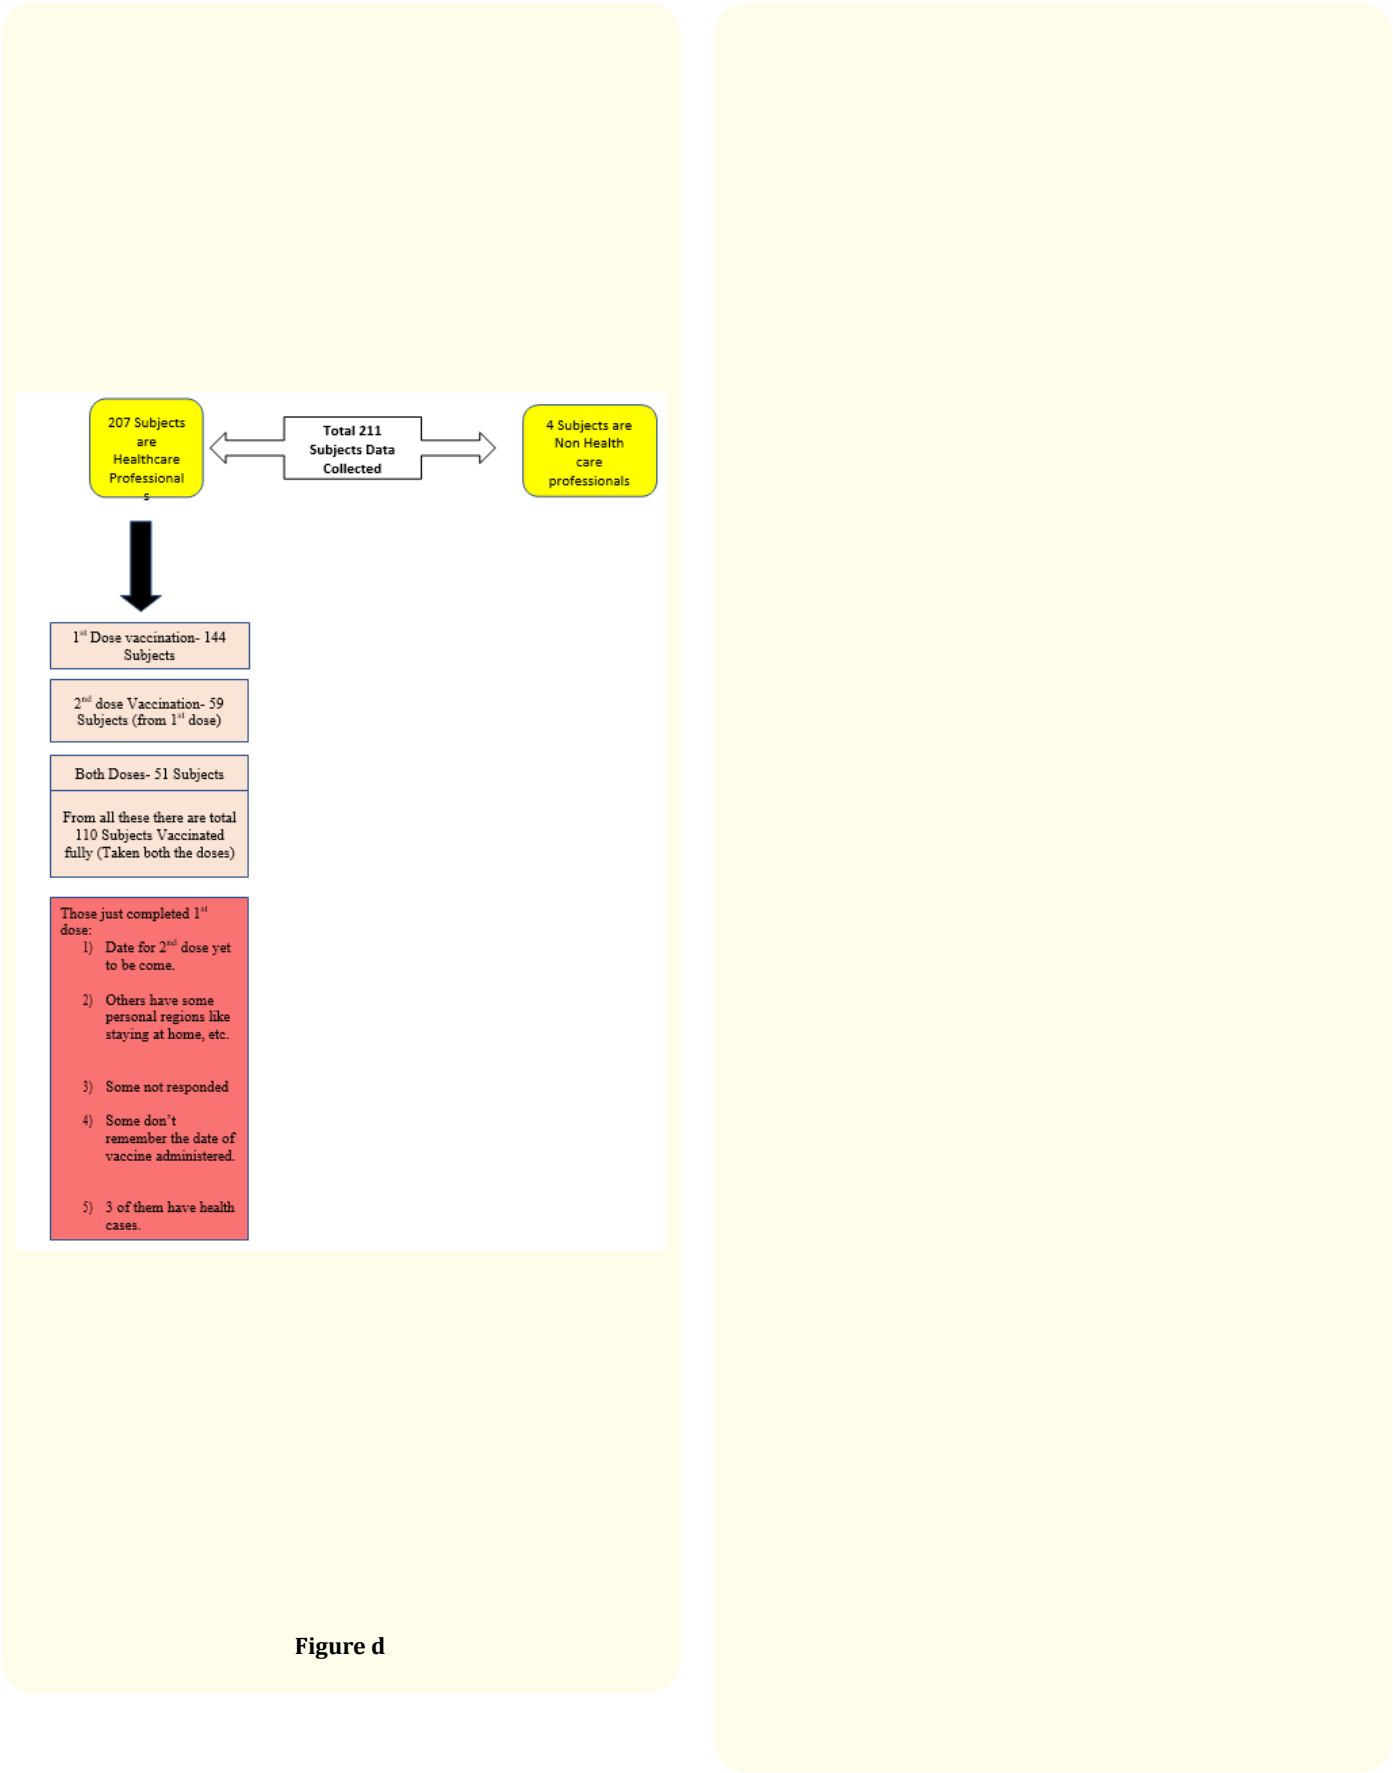 207 Subjects
are
Healthcare
Professional
s
Total 211
Subjects Data
Collected
4 Subjects are
Non Health
care
professionals
1st Dose vaccination- 144
Subjects
2nd dose Vaccination- 59
Subjects (from 1st dose)
Both Doses- 51 Subjects
From all these there are total
110 Subjects Vaccinated
fully (Taken both the doses)
Those just completed 1st
dose:
1) Date for 2nd dose yet
to be come.
2) Others have some
personal regions like
staying at home, etc.
3) Some not responded
4) Some don't
remember the date of
vaccine administered.
5) 3 of them have health
cases.
Figure d